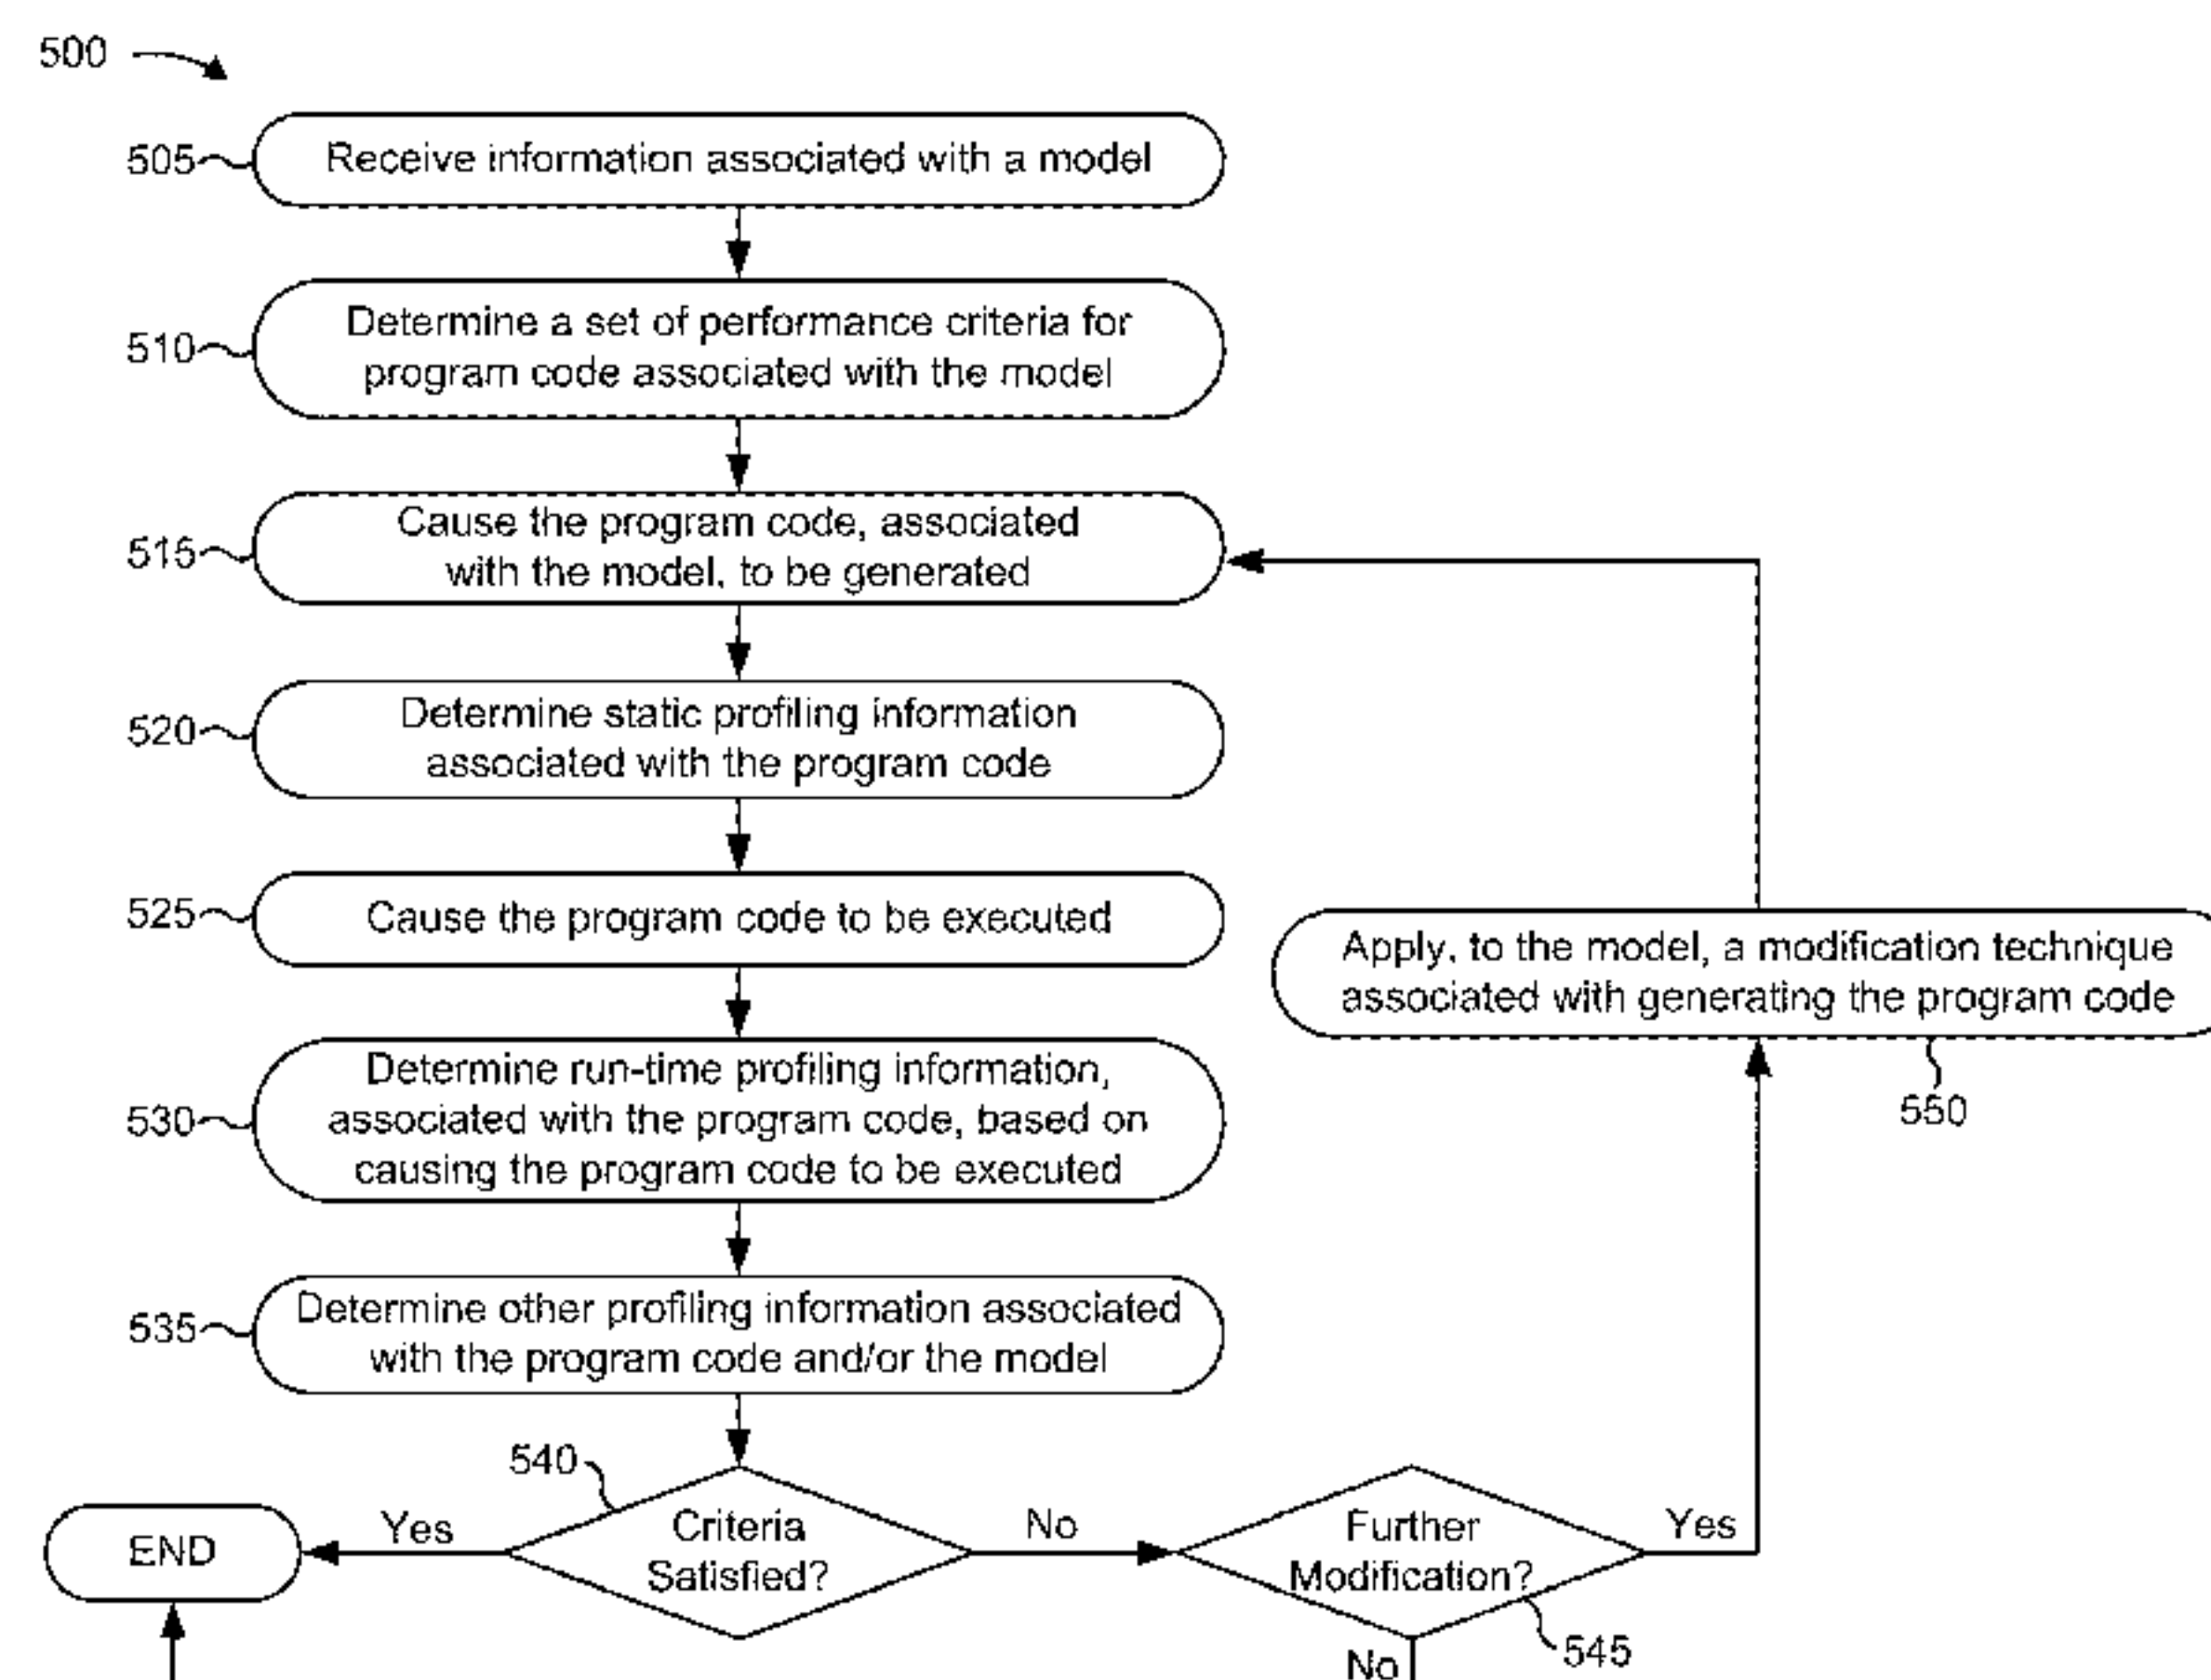 500
505
Receive information associated with a model
510
Determine a set of performance criteria for
program code associated with the model
515
Cause the program code, associated
with the model, to be generated
520
Determine static profiling information
associated with the program code
525
Cause the program code to be executed
Apply, to the model, a modification technique
associated with generating the program code
550
530
Determine run-time profiling information,
associated with the program code, based on
causing the program code to be executed
535
Determine other profiling information associated
with the program code and/or the model
540
END
Yes
Criteria
Satisfied?
No
Further
Modification?
Yes
545
No